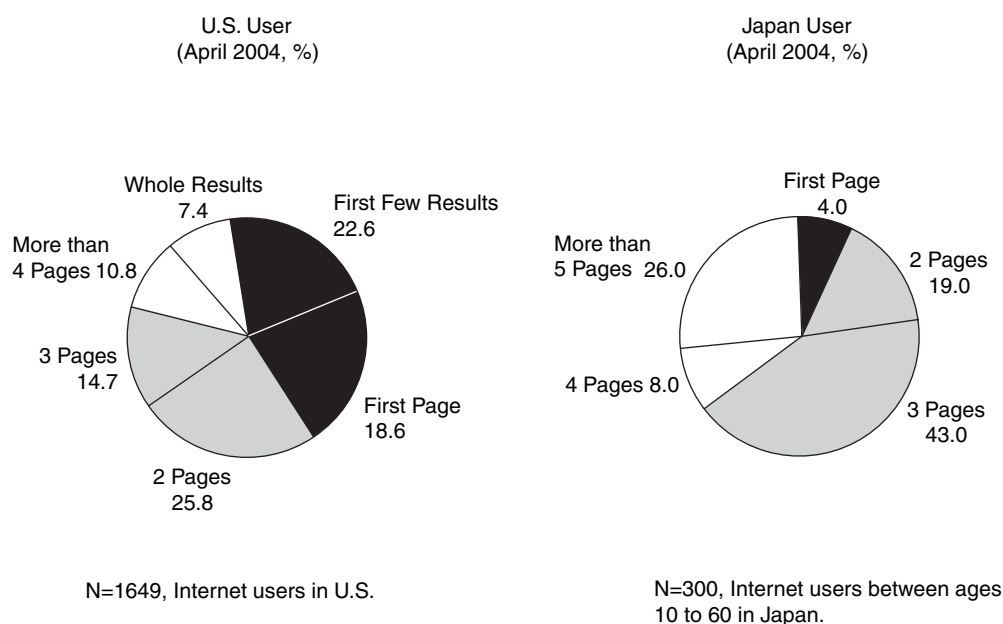 U.S. User
(April 2004, %)
Whole Results
7.4
First Few Results
22.6
More than
4 Pages 10.8
3 Pages
14.7
First Page
18.6
2 Pages
25.8
N=1649, Internet users in U.S.
Japan User
(April 2004, %)
First Page
4.0
More than
5 Pages 26.0
2 Pages
19.0
4 Pages 8.0
3 Pages
43.0
N=300, Internet users between ages
10 to 60 in Japan.